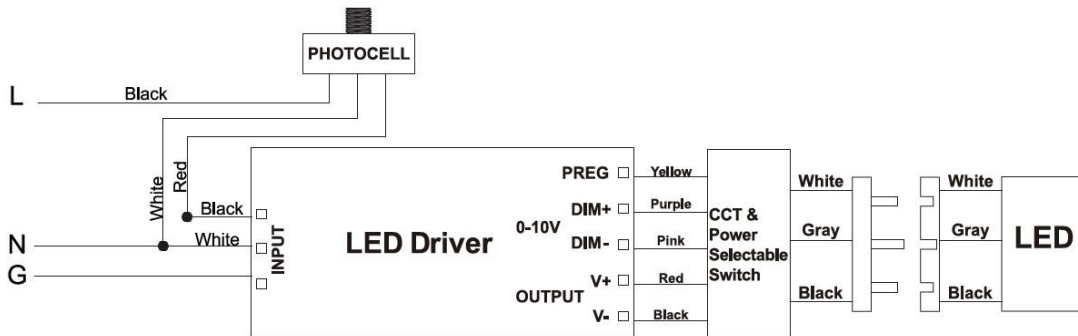 PHOTOCELL
L
Black
White
Red
Black
White
N
G
INPUT
LED Driver
PREG
DIM+
0-10V
DIM-
V+
OUTPUT
V-
Yellow
Purple
Pink
Red
Black
CCT &
Power
Selectable
Switch
White
Gray
Black
White
Gray
Black
LED